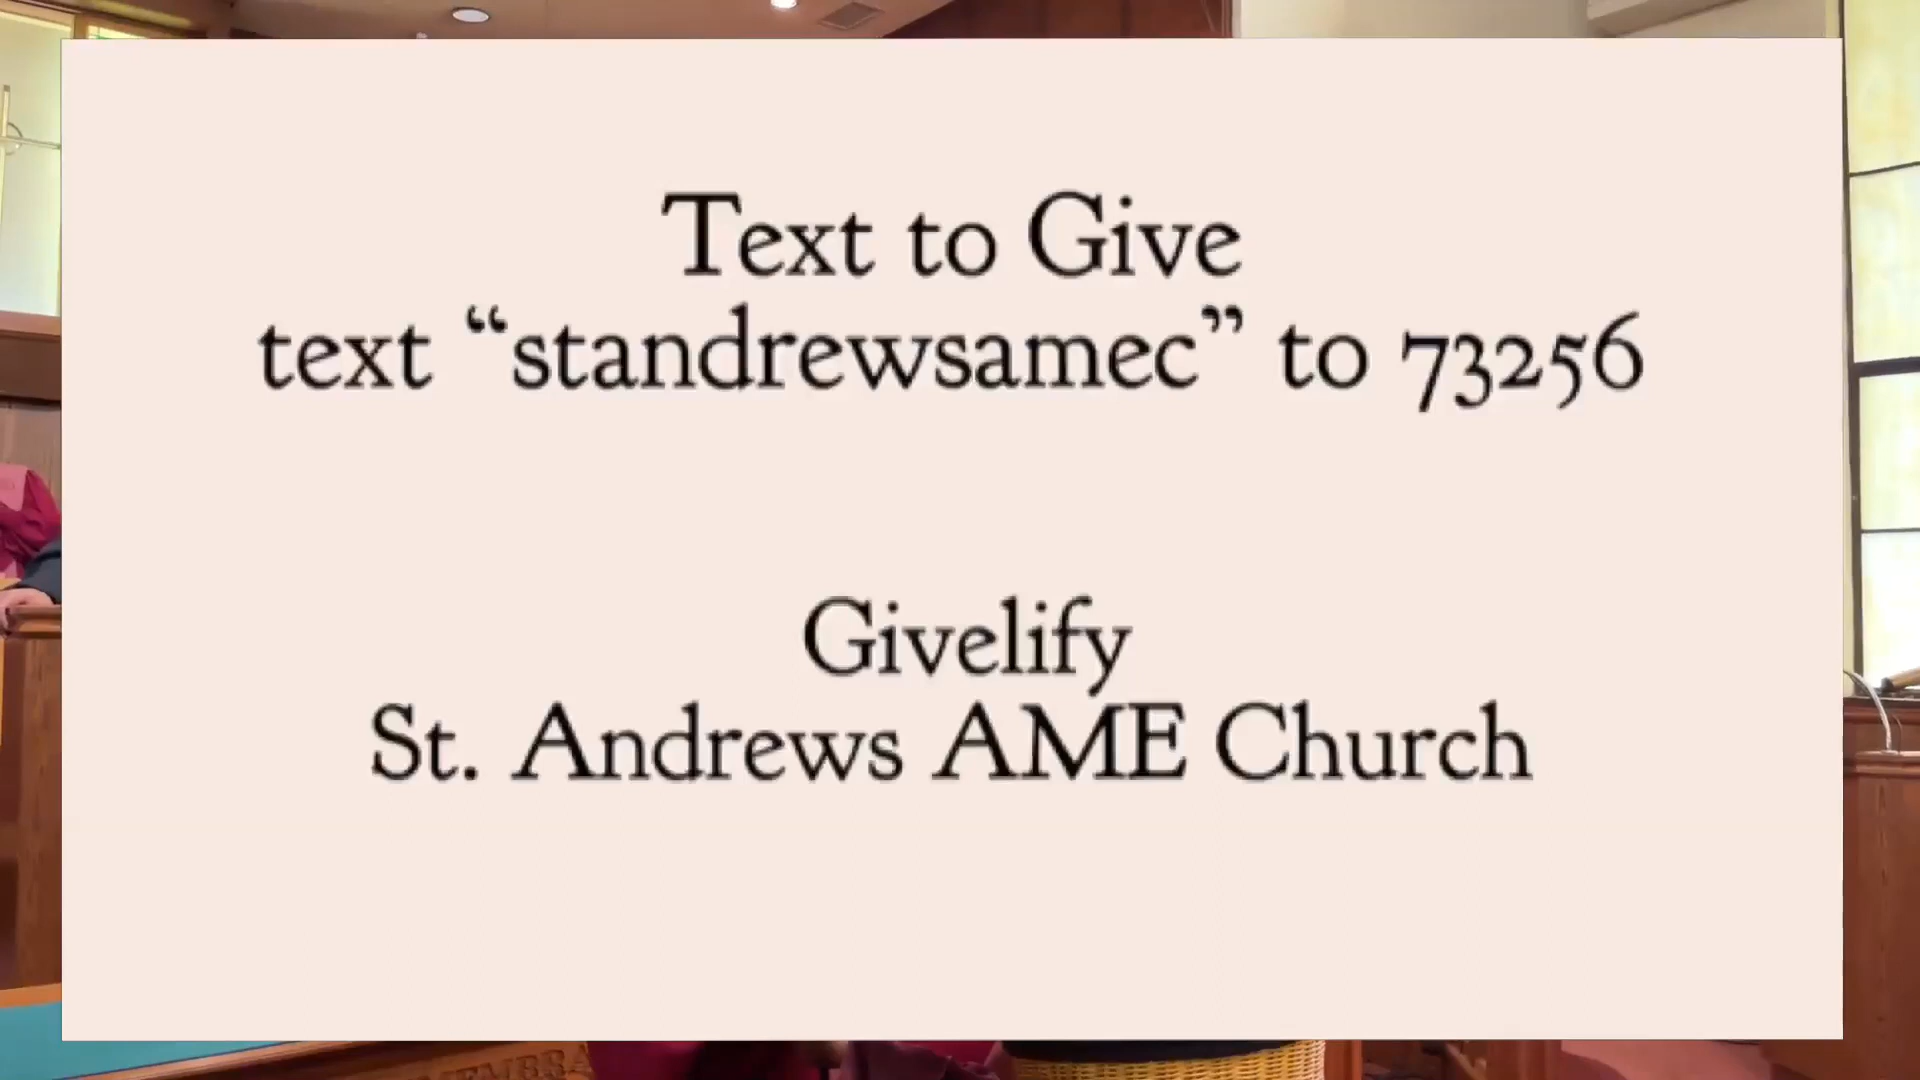 Text to Give
text “standrewsamec” to 73256
Givelify
St. Andrews AME Church